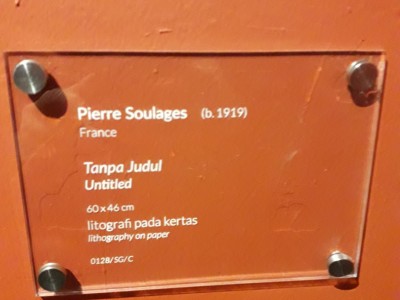 Pierre Soulages (b. 1919)
France
Tanpa Judul
Untitled
60 x 46 cm
litografi pada kertas
lithography on paper
0128/SG/C